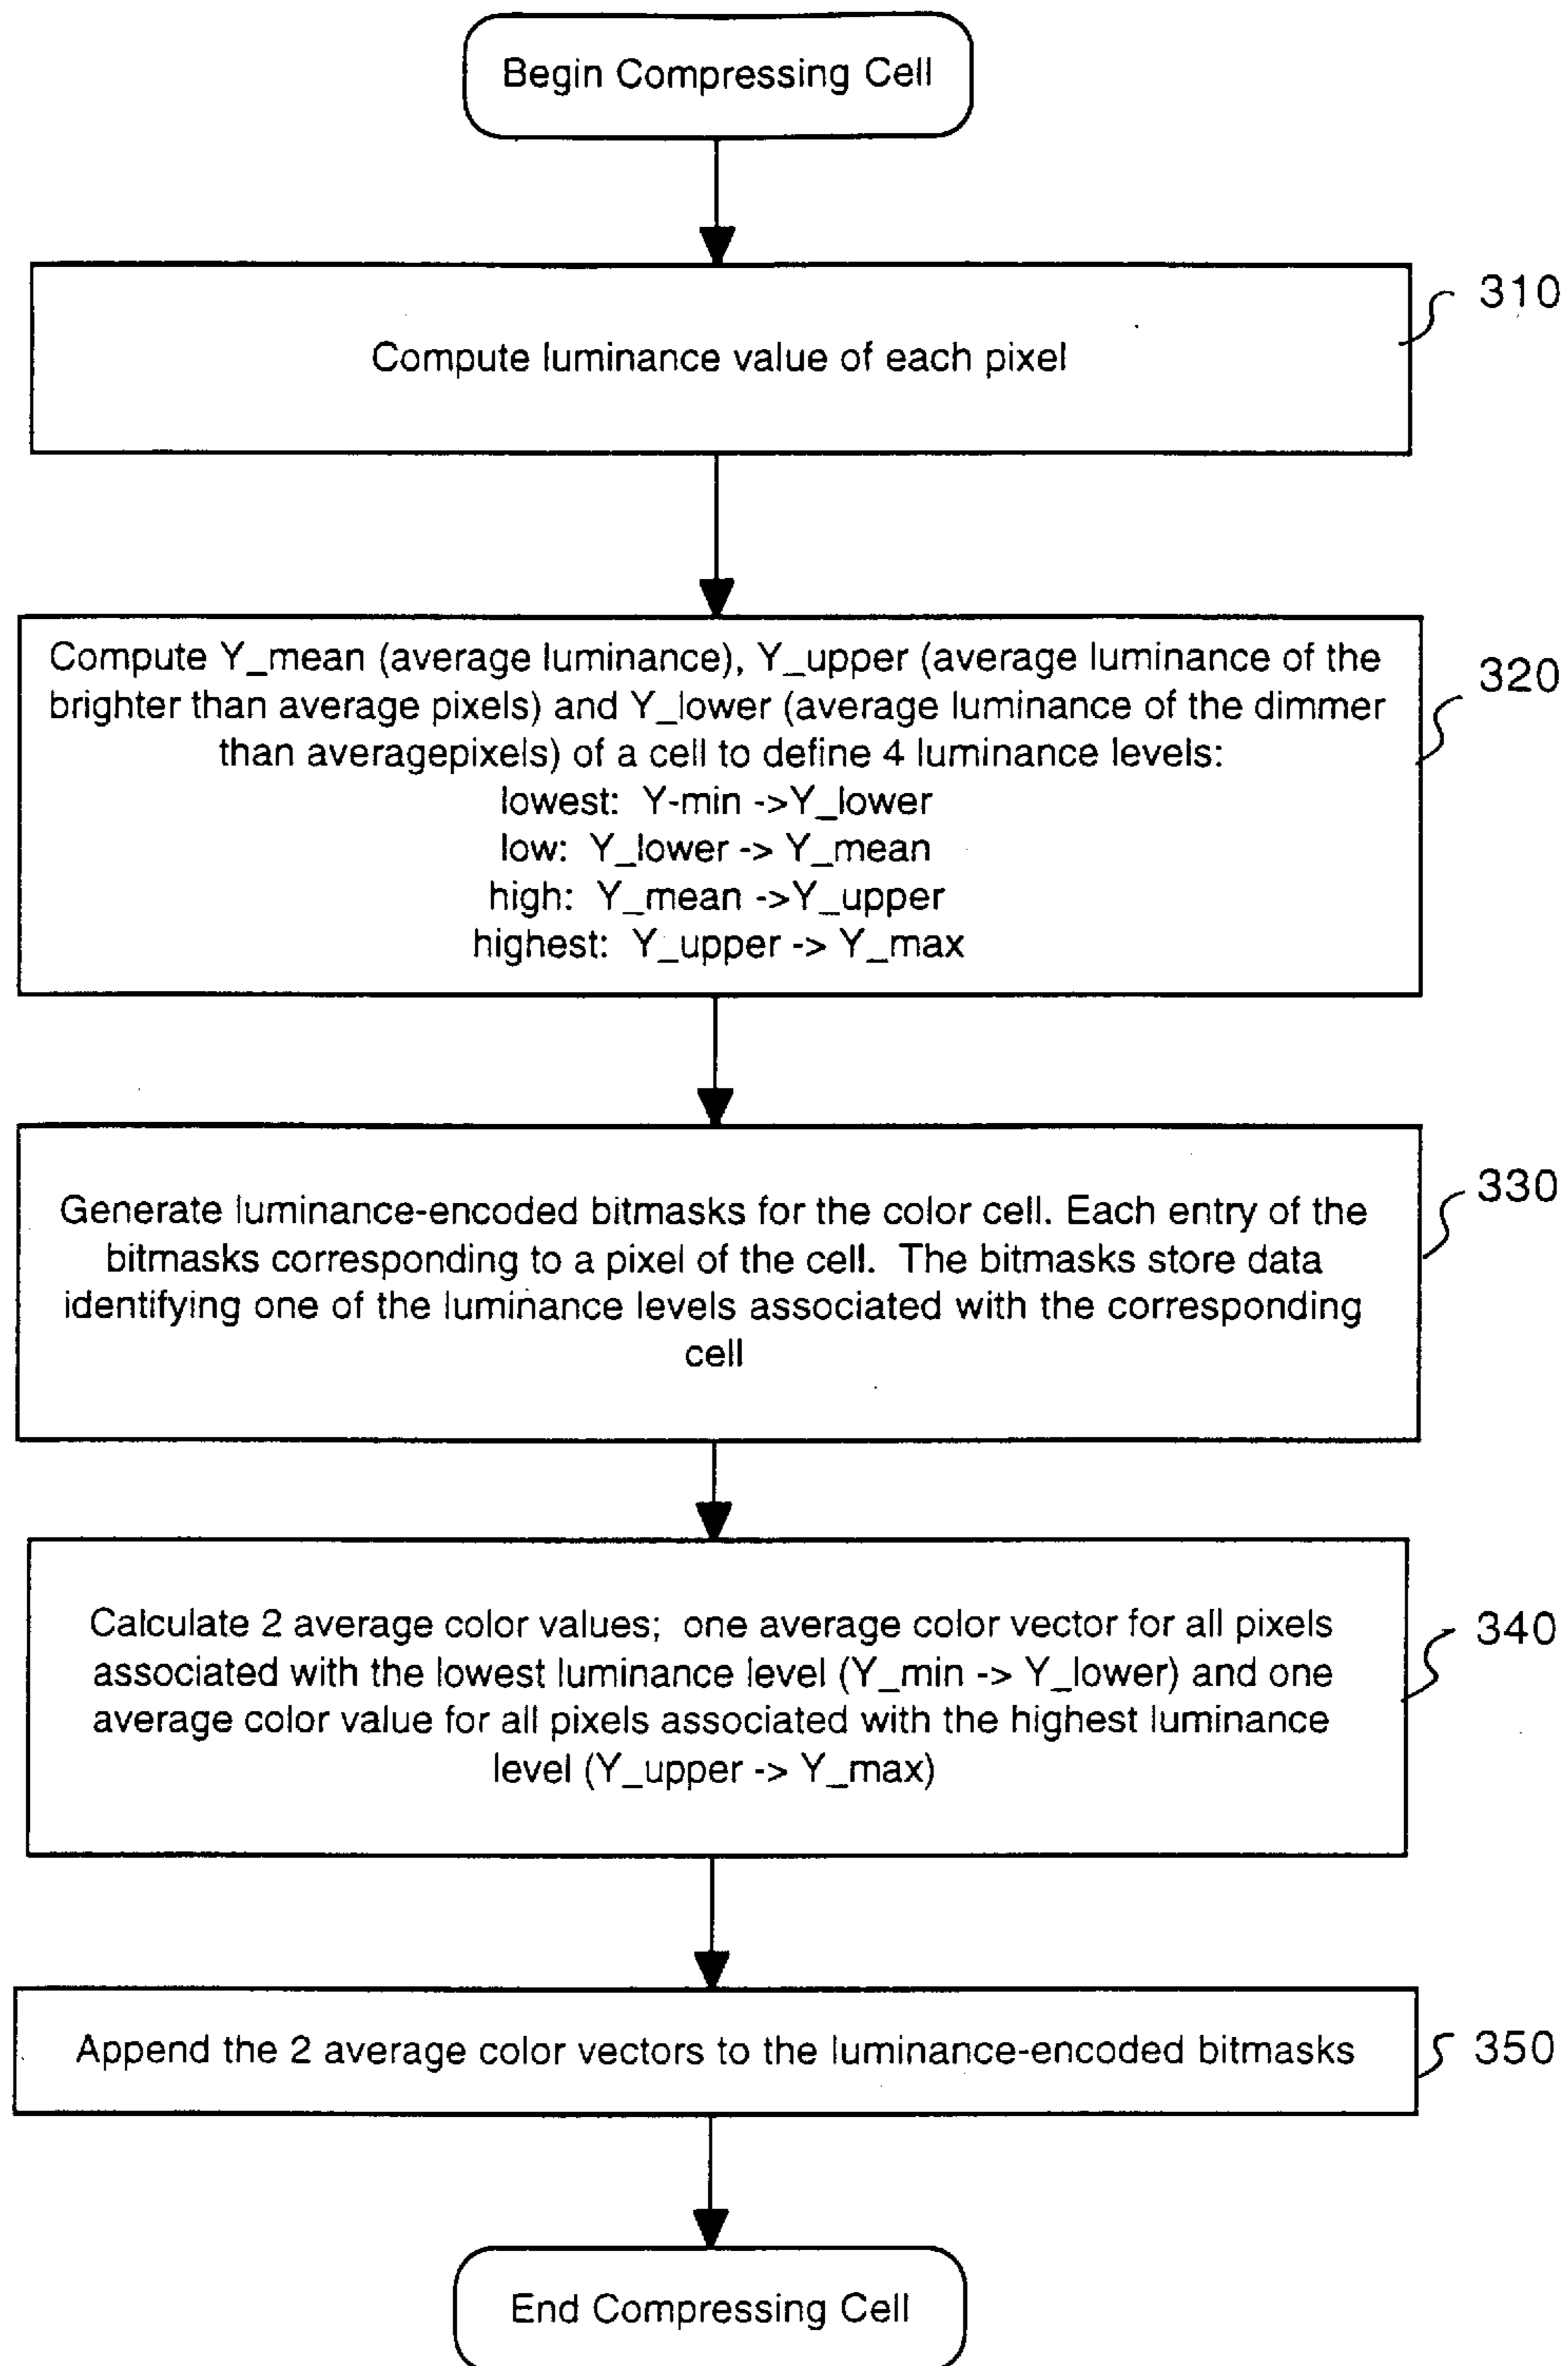 Begin Compressing Cell
310
Compute luminance value of each pixel
320
Compute Y_mean (average luminance), Y_upper (average luminance of the
brighter than average pixels) and Y_lower (average luminance of the dimmer
than averagepixels) of a cell to define 4 luminance levels:
lowest: Y-min ->Y_lower
low: Y_lower -> Y_mean
high: Y_mean ->Y_upper
highest: Y_upper -> Y_max
330
Generate luminance-encoded bitmasks for the color cell. Each entry of the
bitmasks corresponding to a pixel of the cell. The bitmasks store data
identifying one of the luminance levels associated with the corresponding
cell
340
Calculate 2 average color values; one average color vector for all pixels
associated with the lowest luminance level (Y_min -> Y_lower) and one
average color value for all pixels associated with the highest luminance
level (Y_upper -> Y_max)
350
Append the 2 average color vectors to the luminance-encoded bitmasks
End Compressing Cell